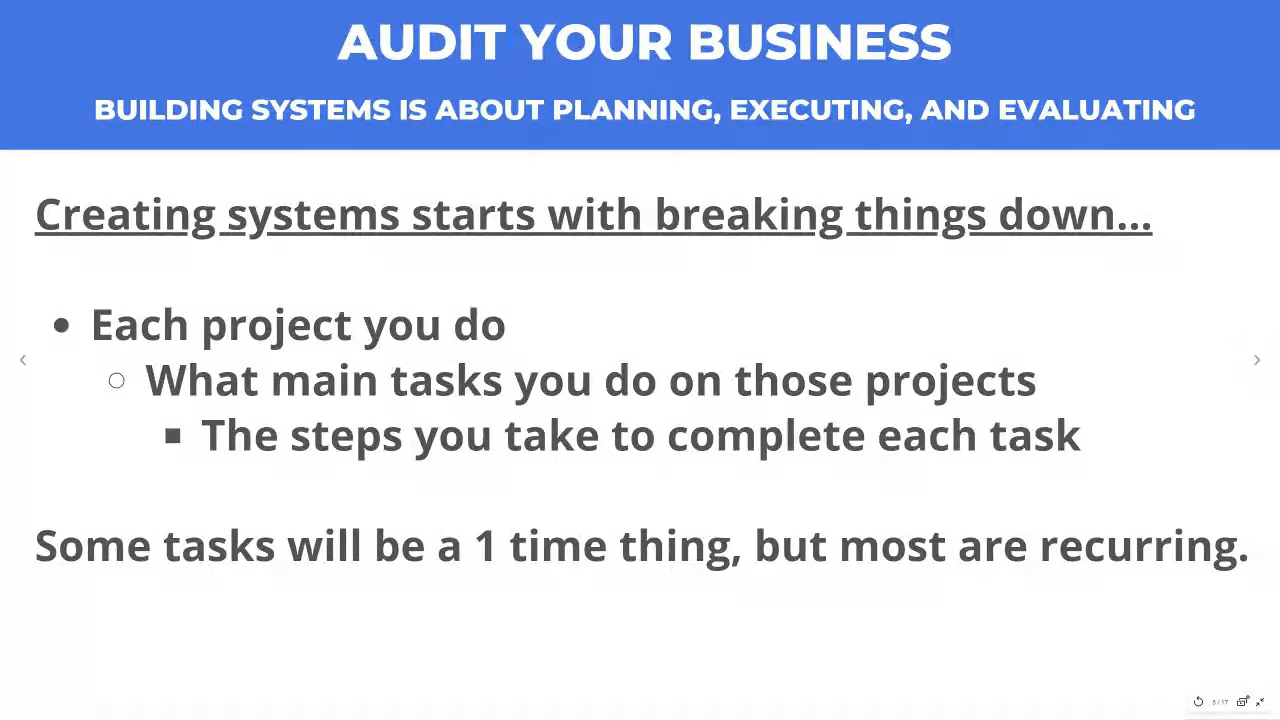 AUDIT YOUR BUSINESS
BUILDING SYSTEMS IS ABOUT PLANNING, EXECUTING, AND EVALUATING
Creating systems starts with breaking things down...
Each project you do
What main tasks you do on those projects
The steps you take to complete each task
Some tasks will be a 1 time thing, but most are recurring.